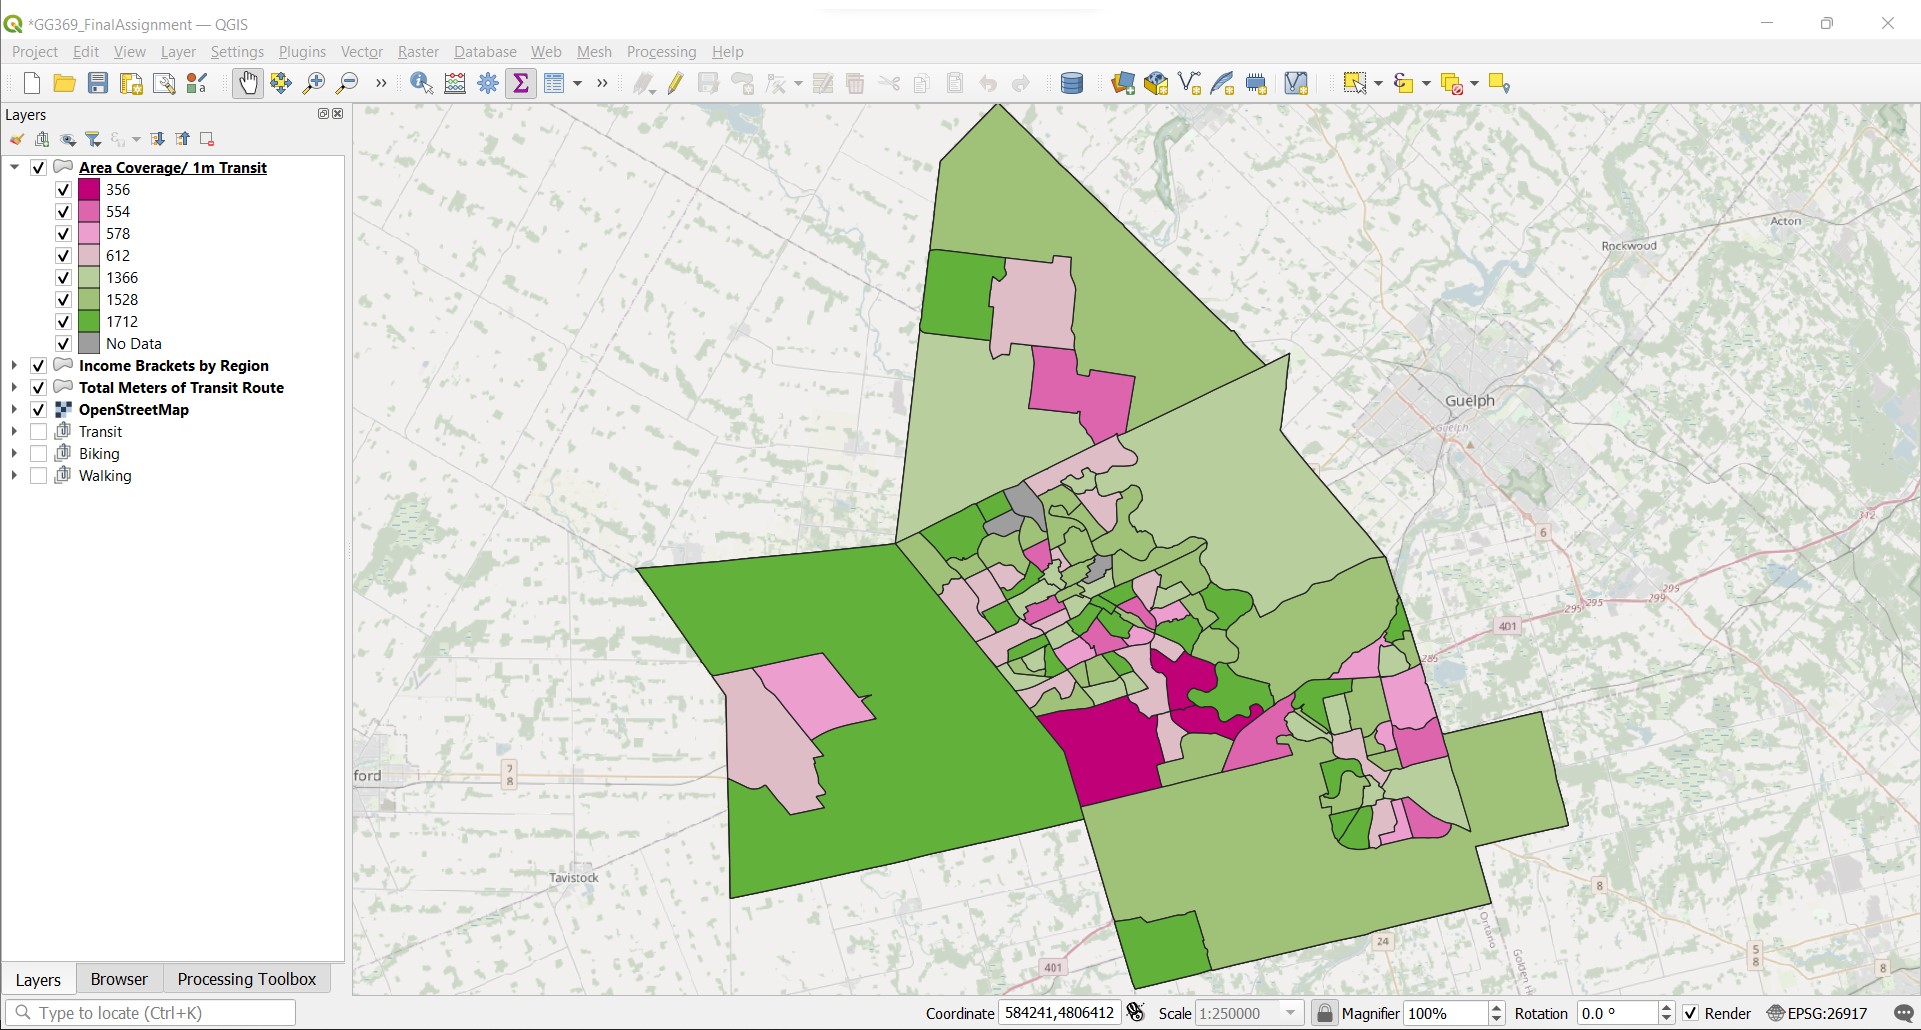 *GG369_FinalAssignment — QGIS
Project Edit View Layer Settings Plugins Vector Raster Database Web Mesh Processing Help
Layers
Area Coverage/ 1m Transit
356
554
578
612
1366
1528
1712
No Data
Income Brackets by Region
Total Meters of Transit Route
OpenStreetMap
Transit
Biking
Walking
Acton
Rockwood
Guelph
Guelph
112
6
295
295
299
401
285
7
8
ford
Tavistock
8
24
5
8
8
401
Ontario
Golden H
Layers Browser Processing Toolbox
Type to locate (Ctrl+K)
Coordinate 584241,4806412 Scale 1:250000 Magnifier 100% Rotation 0.0 ° Render EPSG:26917